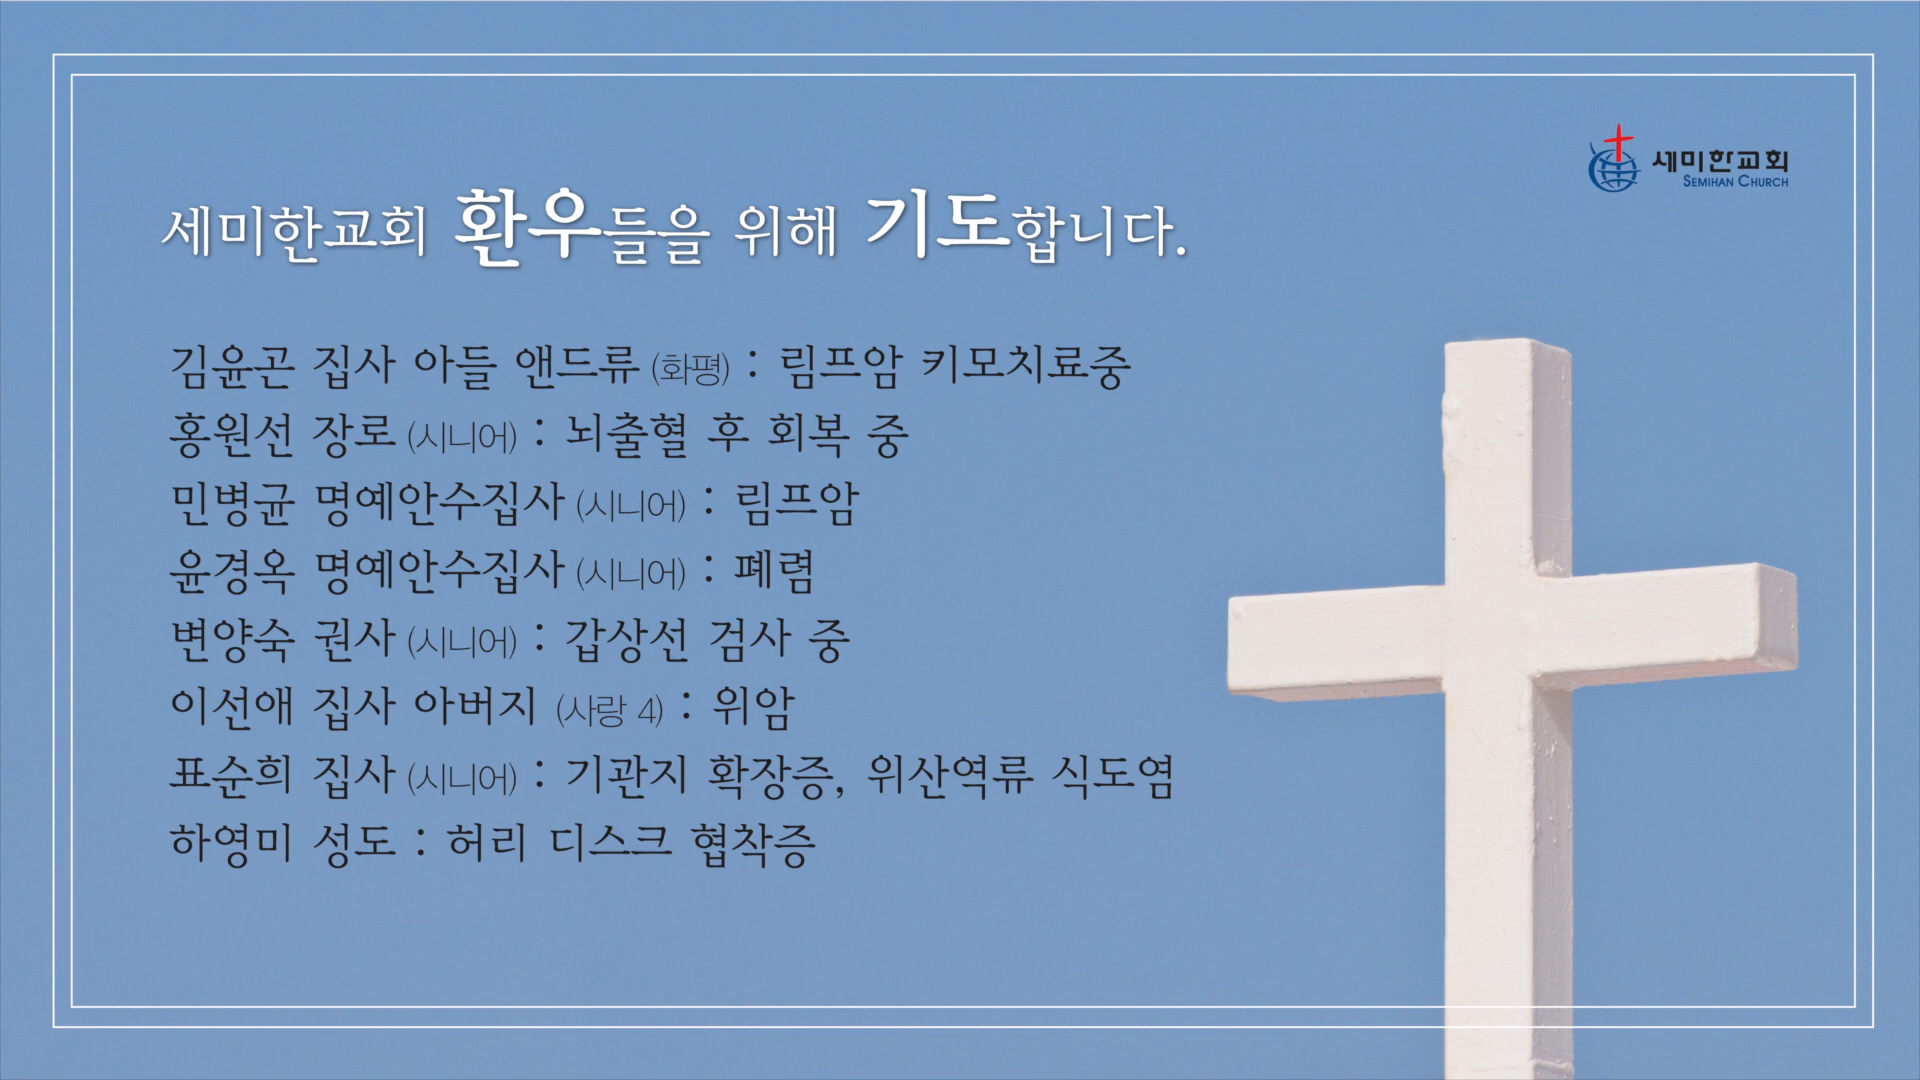 세미한교회
SEMIHAN CHURCH
세미한교회 환우들을 위해 기도합니다.
김윤곤 집사 아들 앤드류 (화평) : 림프암 키모치료중
홍원선 장로 (시니어) : 뇌출혈 후 회복 중
민병균 명예안수집사 (시니어) : 림프암
윤경옥 명예안수집사 (시니어) : 폐렴
변양숙 권사 (시니어) : 갑상선 검사 중
이선애 집사 아버지 (사랑 4) : 위암
표순희 집사 (시니어) : 기관지 확장증, 위산역류 식도염
하영미 성도 : 허리 디스크 협착증